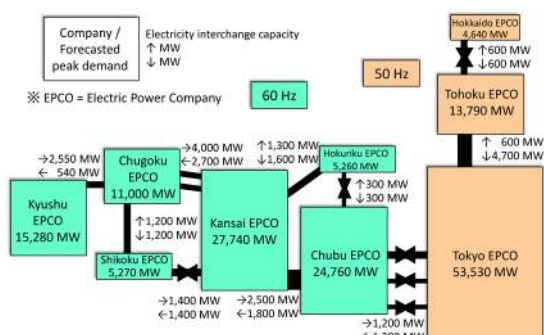 Company /
Forecasted
peak demand
Electricity interchange capacity
↑ MW
↓ MW
※ EPCO = Electric Power Company
60 Hz
50 Hz
Hokkaido EPCO
4,640 MW
↑600 MW
↓600 MW
Tohoku EPCO
13,790 MW
↑ 600 MW
↓4,700 MW
Tokyo EPCO
53,530 MW
→2,550 MW
← 540 MW
Kyushu
EPCO
15,280 MW
Chugoku
EPCO
11,000 MW
→4,000 MW
←2,700 MW
↑1,200 MW
↓1,200 MW
Shikoku EPCO
5,270 MW
Kansai EPCO
27,740 MW
↑1,300 MW
↓1,600 MW
Hokuriku EPCO
5,260 MW
↑300 MW
↓300 MW
Chubu EPCO
24,760 MW
→1,400 MW
←1,400 MW
→2,500 MW
←1,800 MW
→1,200 MW